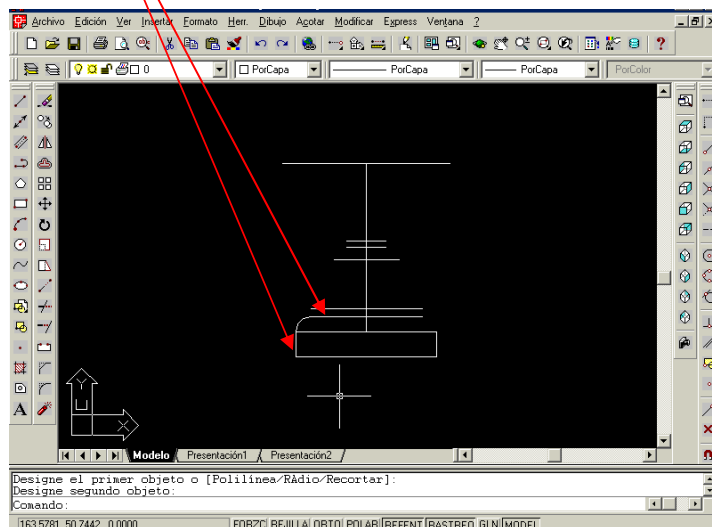 Archivo Edición Ver Insertar Formato Herr. Dibujo Acotar Modificar Express Ventana ?
0 PorCapa PorCapa PorCapa PorColor
Y
X
Modelo Presentación1 Presentación2
Designe el primer objeto o [Polilínea/RAdio/Recortar]:
Designe segundo objeto:
Comando:
163.5781, 50.7442, 0.0000 FORZC REJILLA ORTO POLAR REFENT RASTREO GLN MODEL